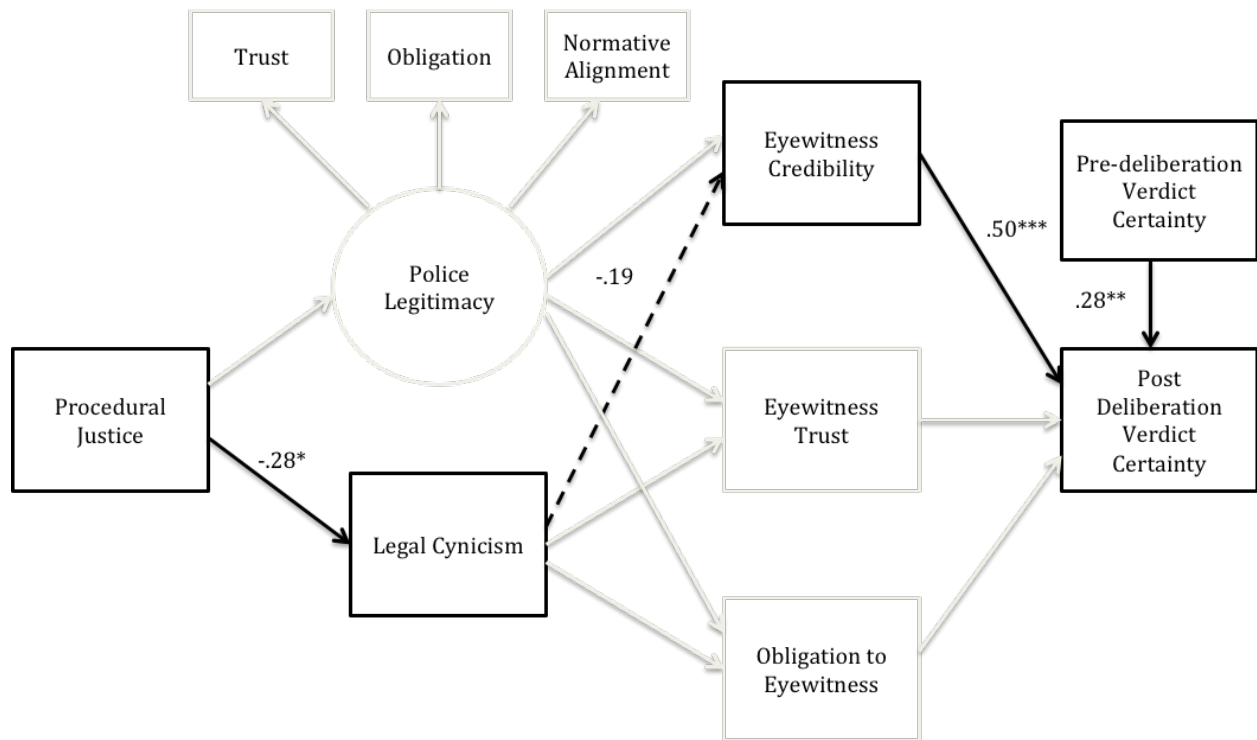 Trust
Obligation
Normative
Alignment
Eyewitness
Credibility
Pre-deliberation
Verdict
Certainty
.50***
.28**
Police
Legitimacy
-.19
Procedural
Justice
-.28*
Legal Cynicism
Eyewitness
Trust
Post
Deliberation
Verdict
Certainty
Obligation to
Eyewitness